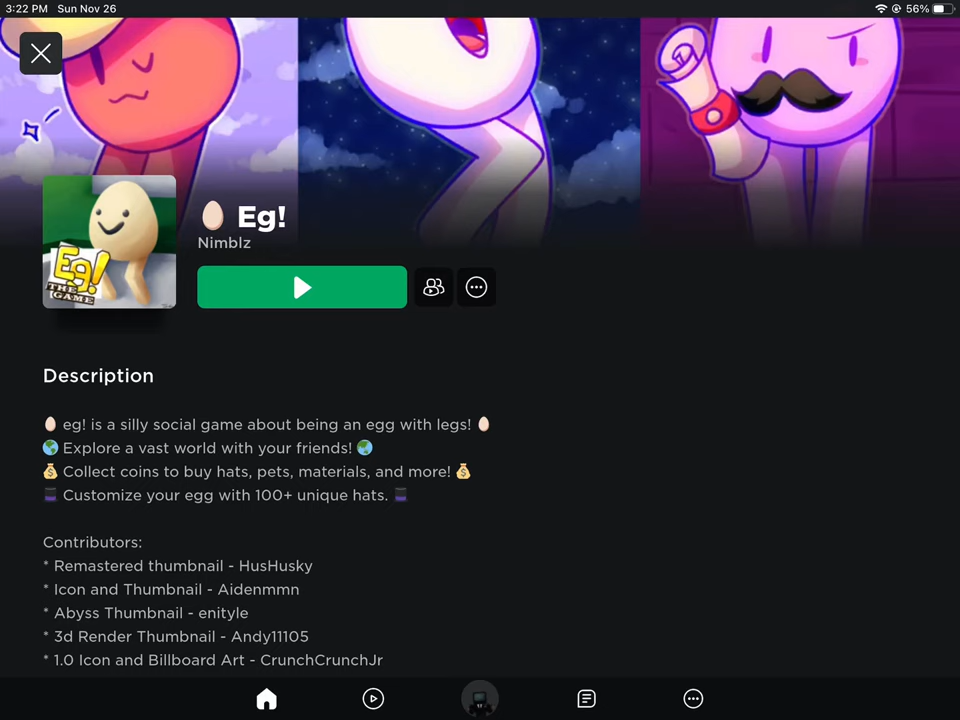 3:22 PM Sun Nov 26 56%
🥚 Eg!
Nimblz
Eg!
THE
GAME
Description
🥚 eg! is a silly social game about being an egg with legs! 🥚
🌎 Explore a vast world with your friends! 🌏
💰 Collect coins to buy hats, pets, materials, and more! 💰
🎩 Customize your egg with 100+ unique hats. 🎩
Contributors:
* Remastered thumbnail - HusHusky
* Icon and Thumbnail - Aidenmmn
* Abyss Thumbnail - enityle
* 3d Render Thumbnail - Andy11105
* 1.0 Icon and Billboard Art - CrunchCrunchJr